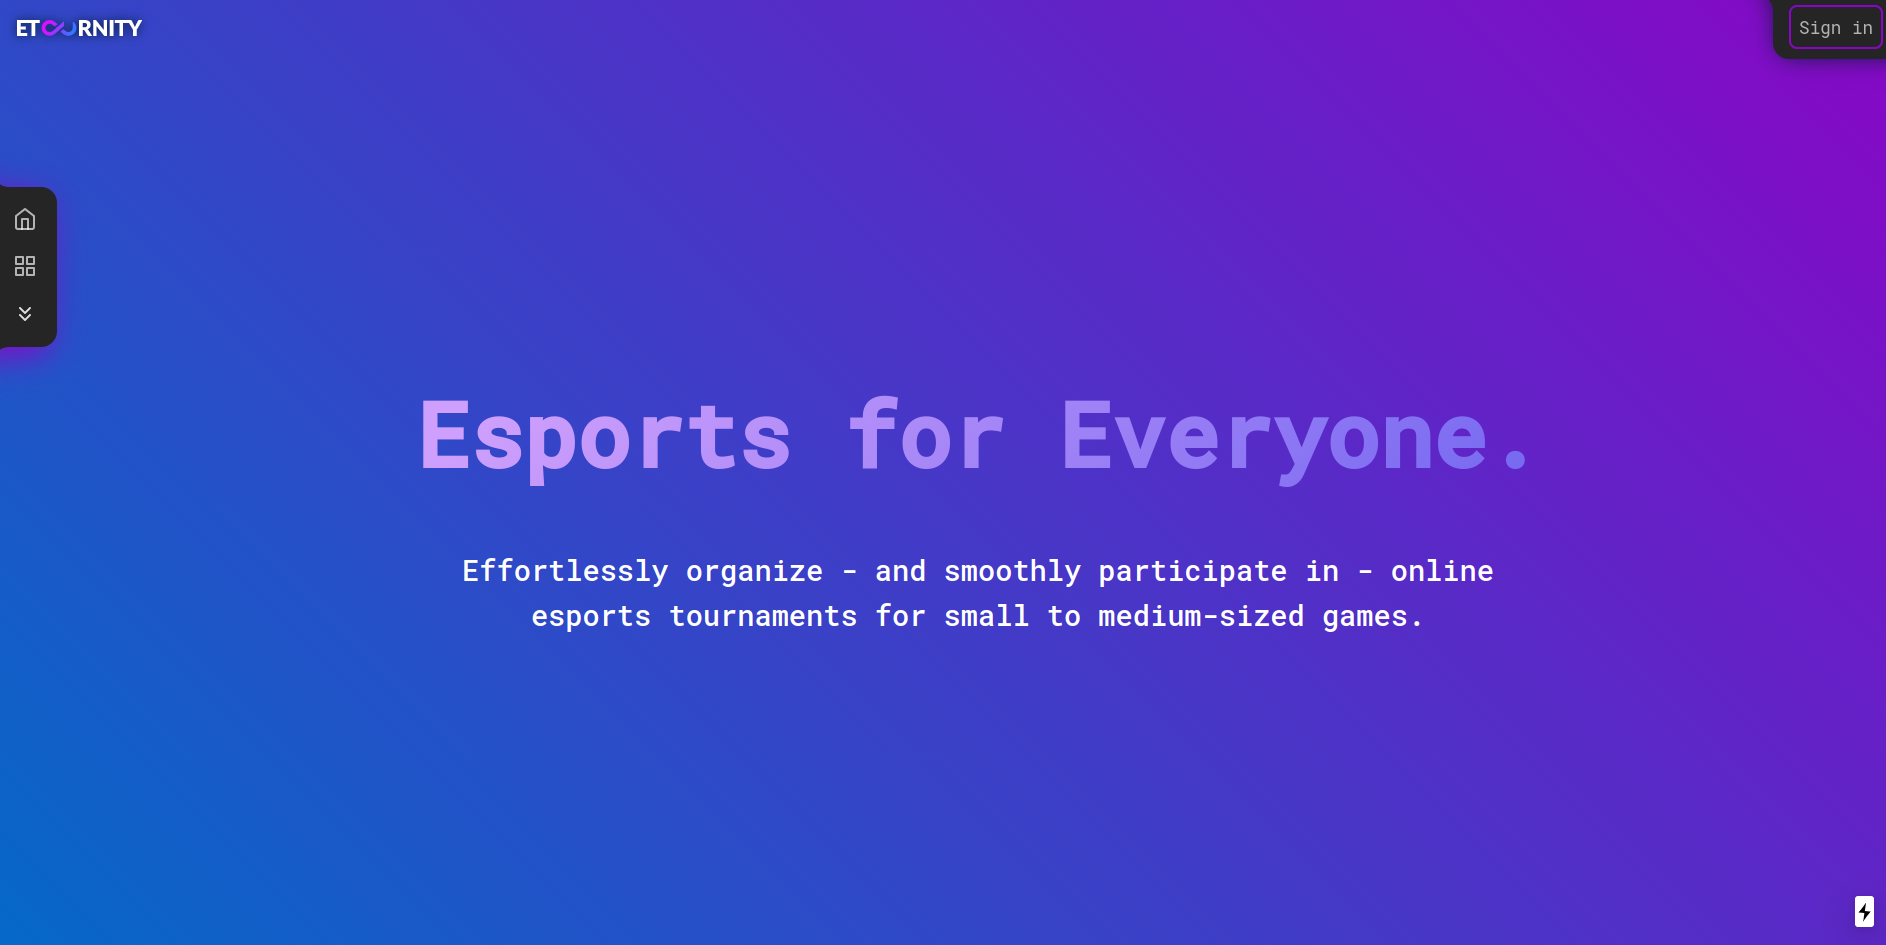 ETOURNITY
Sign in
Esports for Everyone.
Effortlessly organize - and smoothly participate in - online
esports tournaments for small to medium-sized games.